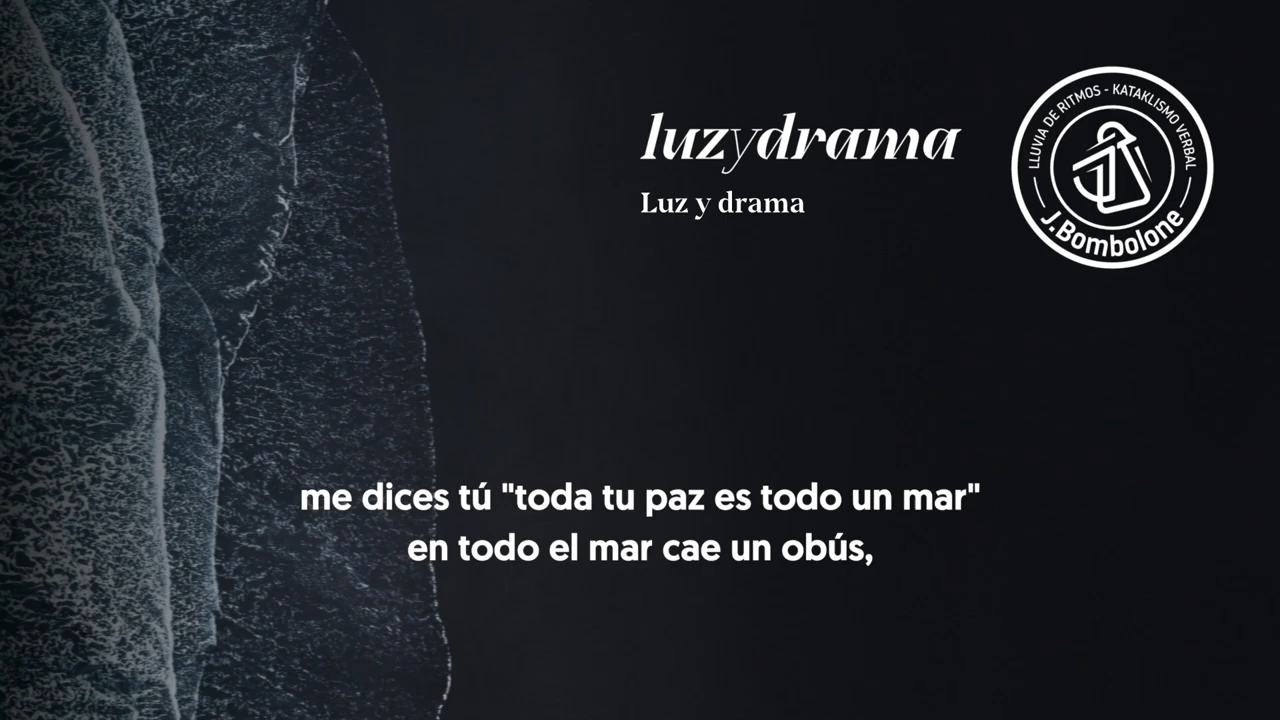 luzydrama
Luz y drama
LLUVIA DE RITMOS - KATAKLISMO VERBAL
J.Bombolone
me dices tú "toda tu paz es todo un mar"
en todo el mar cae un obús,